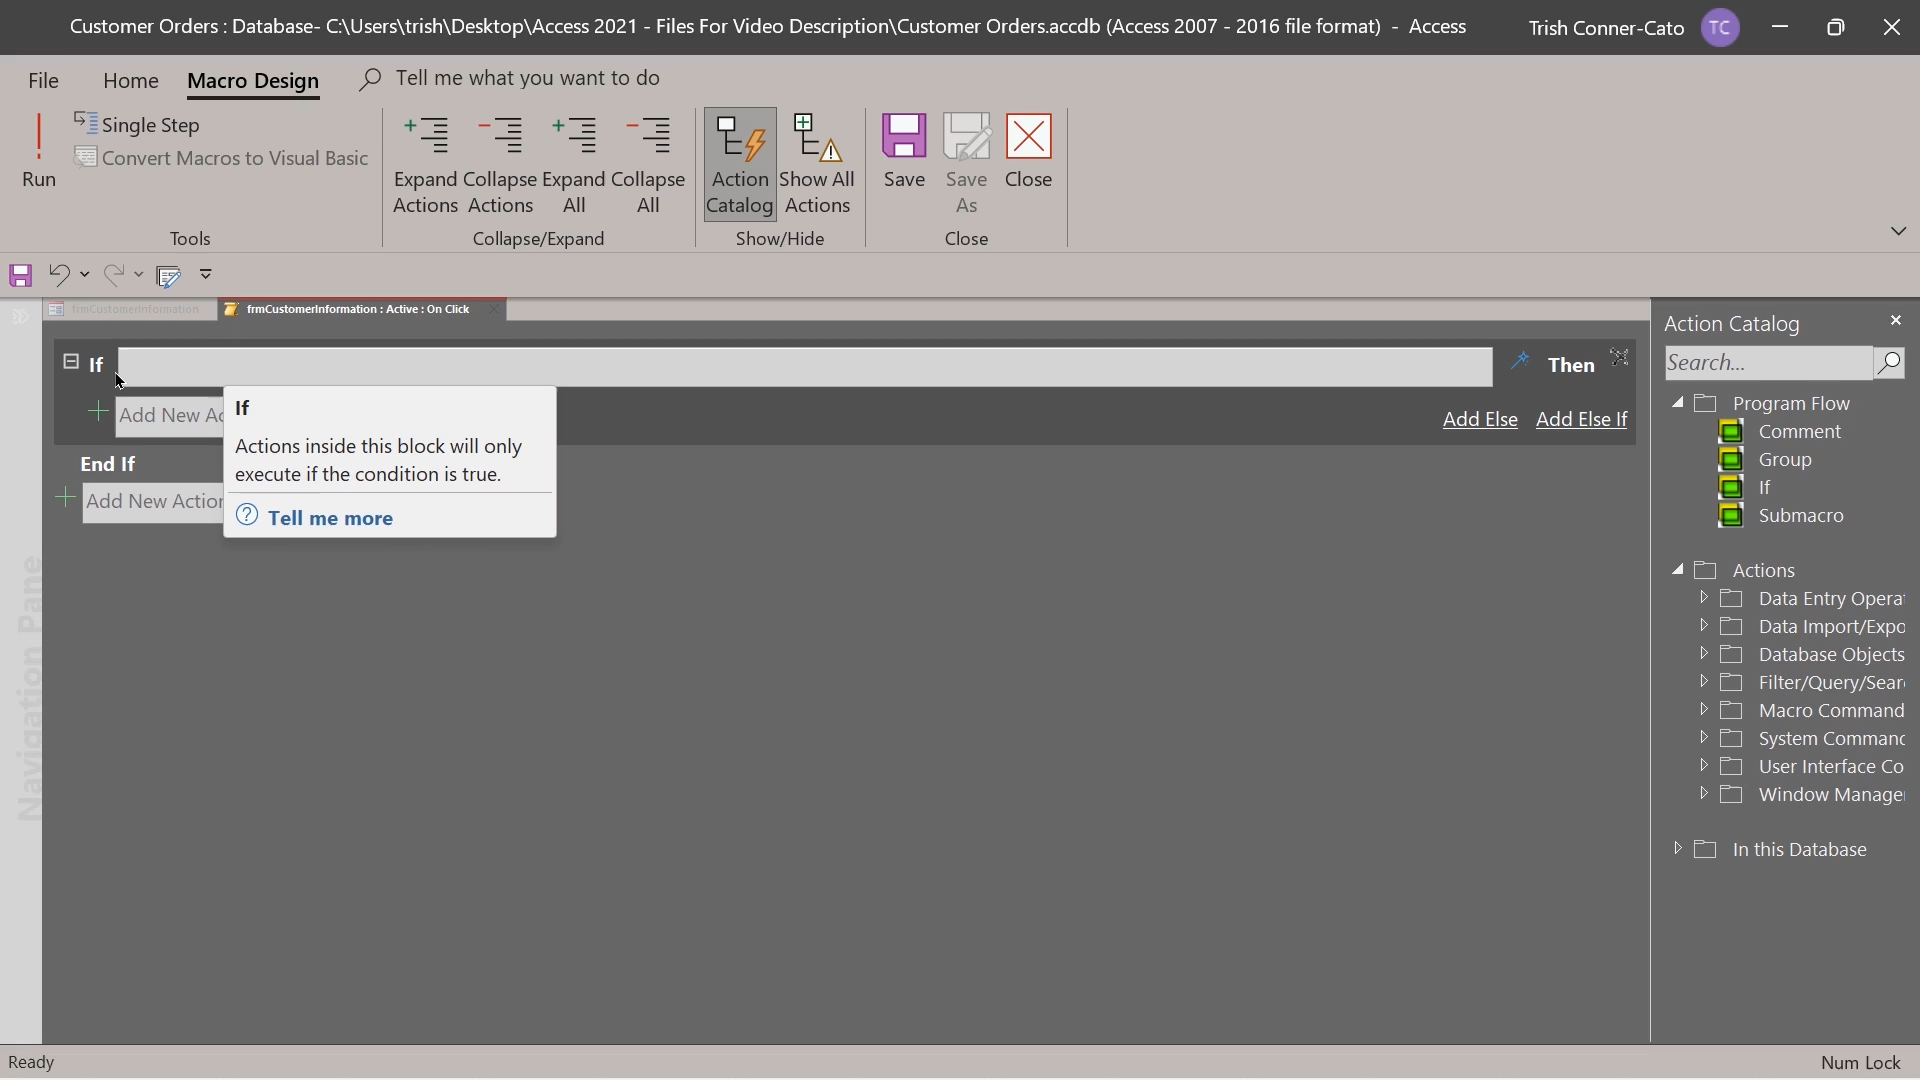 Customer Orders : Database- C:\Users\trish\Desktop\Access 2021 - Files For Video Description\Customer Orders.accdb (Access 2007 - 2016 file format) - Access
Trish Conner-Cato TC
File Home Macro Design Tell me what you want to do
Run
Single Step
Convert Macros to Visual Basic
Tools
Expand Actions
Collapse Actions
Expand All
Collapse All
Collapse/Expand
Action Catalog
Show All Actions
Show/Hide
Save
Save As
Close
Close
frmCustomerInformation
frmCustomerInformation : Active : On Click
Navigation Pane
If
Then
Add New Ac
Add Else Add Else If
End If
Add New Action
If
Actions inside this block will only
execute if the condition is true.
Tell me more
Action Catalog
Search...
Program Flow
Comment
Group
If
Submacro
Actions
Data Entry Operat
Data Import/Expo
Database Objects
Filter/Query/Sear
Macro Command
System Command
User Interface Co
Window Manage
In this Database
Ready
Num Lock